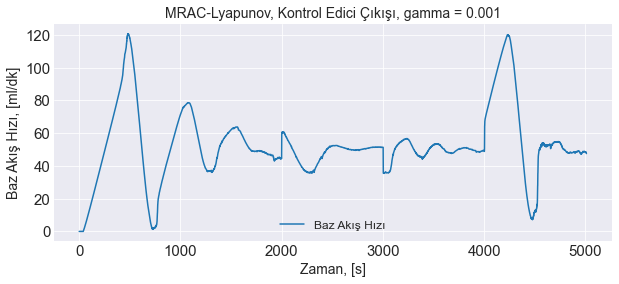 MRAC-Lyapunov, Kontrol Edici Çıkışı, gamma = 0.001
Baz Akış Hızı, [ml/dk]
120
100
80
60
40
20
0
Baz Akış Hızı
0 1000 2000 3000 4000 5000
Zaman, [s]